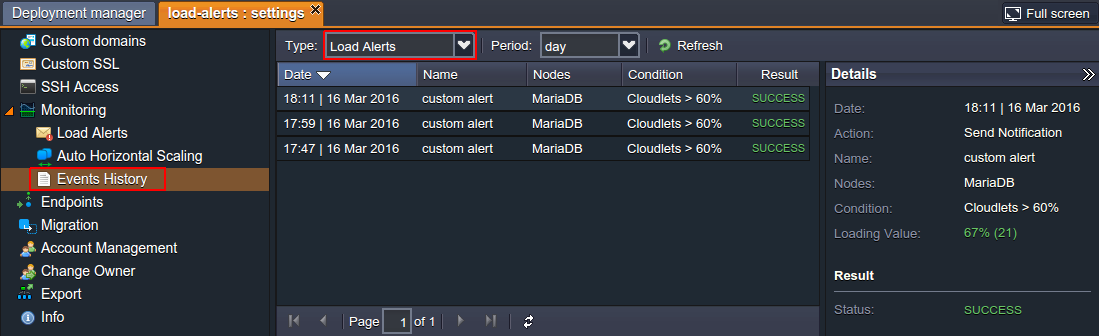 Deployment manager
load-alerts : settings
Full screen
Custom domains
Custom SSL
SSH Access
Monitoring
Load Alerts
Auto Horizontal Scaling
Events History
Endpoints
Migration
Account Management
Change Owner
Export
Info
Type: Load Alerts Period: day Refresh
Date Name Nodes Condition Result
18:11 | 16 Mar 2016 custom alert MariaDB Cloudlets > 60% SUCCESS
17:59 | 16 Mar 2016 custom alert MariaDB Cloudlets > 60% SUCCESS
17:47 | 16 Mar 2016 custom alert MariaDB Cloudlets > 60% SUCCESS
Page 1 of 1
Details
Date: 18:11 | 16 Mar 2016
Action: Send Notification
Name: custom alert
Nodes: MariaDB
Condition: Cloudlets > 60%
Loading Value: 67% (21)
Result
Status: SUCCESS